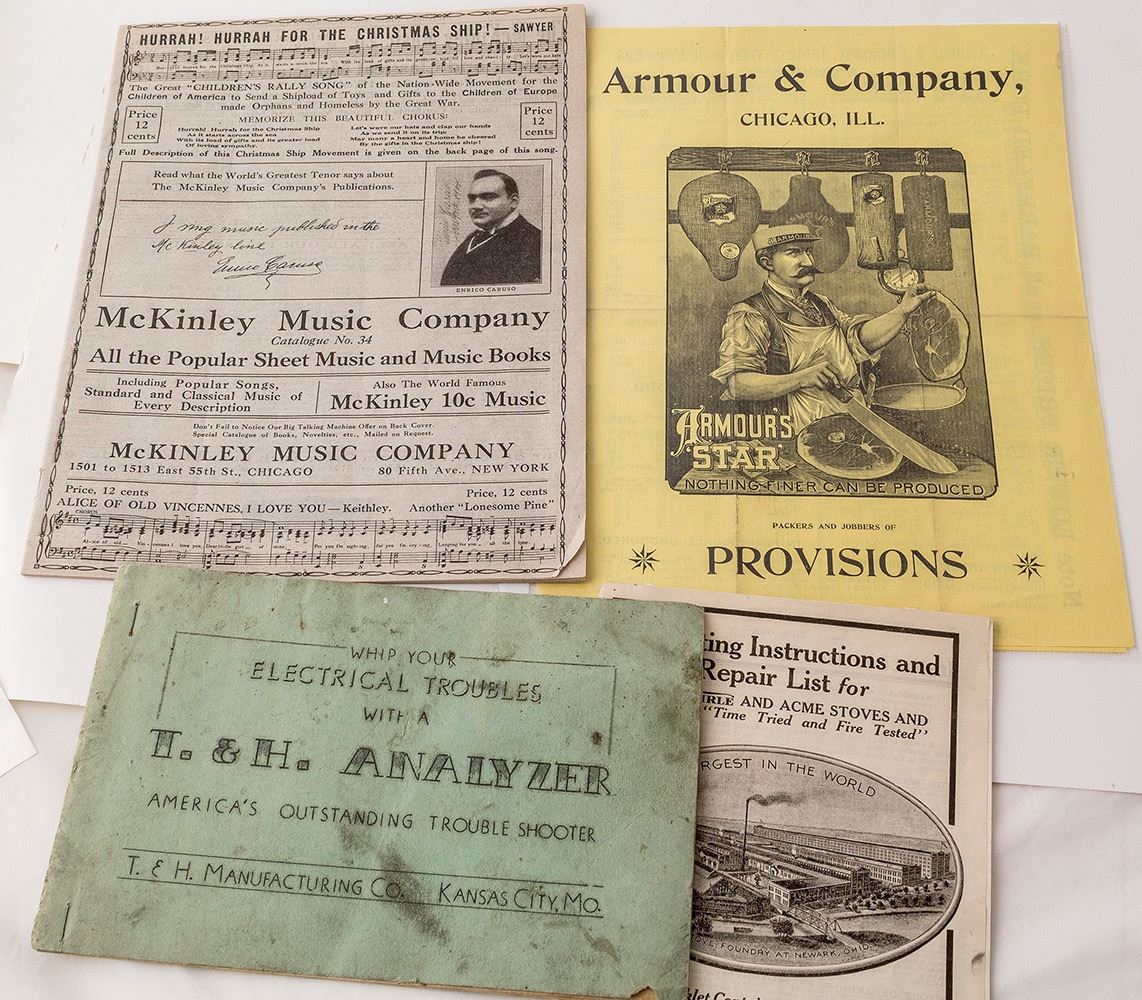 HURRAH! HURRAH FOR THE CHRISTMAS SHIP! — SAWYER
The Great "CHILDREN'S RALLY SONG" of the Nation-Wide Movement for the
Children of America to Send a Shipload of Toys and Gifts to the Children of Europe
made Orphans and Homeless by the Great War.
Price
12
cents
MEMORIZE THIS BEAUTIFUL CHORUS:
Hurrah! Hurrah for the Christmas Ship
As it starts across the sea
With its load of gifts and its greater load
Of loving sympathy.
Let's wave our hats and clap our hands
As we send it on its trip;
May many a heart and home be cheered
By the gifts in the Christmas ship!
Price
12
cents
Full Description of this Christmas Ship Movement is given on the back page of this song.
Read what the World's Greatest Tenor says about
The McKinley Music Company's Publications.
I sing music published in the
Mc Kinley line
Enrico Caruso
ENRICO CARUSO
McKinley Music Company
Catalogue No. 34
All the Popular Sheet Music and Music Books
Including Popular Songs,
Standard and Classical Music of
Every Description
Also The World Famous
McKinley 10c Music
Don't Fail to Notice Our Big Talking Machine Offer on Back Cover.
Special Catalogue of Books, Novelties, etc., Mailed on Request.
McKINLEY MUSIC COMPANY
1501 to 1513 East 55th St., CHICAGO 80 Fifth Ave., NEW YORK
Price, 12 cents Price, 12 cents
ALICE OF OLD VINCENNES, I LOVE YOU — Keithley. Another "Lonesome Pine"
CHORUS
Armour & Company,
CHICAGO, ILL.
ARMOUR'S
STAR
NOTHING FINER CAN BE PRODUCED
PACKERS AND JOBBERS OF
PROVISIONS
WHIP YOUR
ELECTRICAL TROUBLES
WITH A
T. & H. ANALYZER
AMERICA'S OUTSTANDING TROUBLE SHOOTER
T. & H. MANUFACTURING CO. KANSAS CITY, MO.
ting Instructions and
Repair List for
IRLE AND ACME STOVES AND
"Time Tried and Fire Tested"
RGEST IN THE WORLD
OVE FOUNDRY AT NEWARK, OHIO